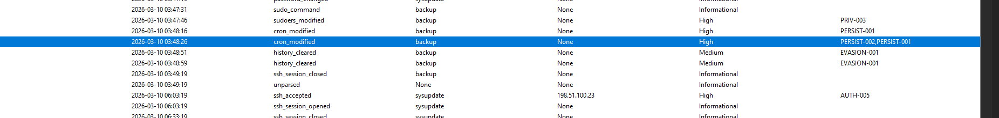 password_changed sysupdate None Informational
2026-03-10 03:47:31 sudo_command backup None Informational
2026-03-10 03:47:46 sudoers_modified backup None High PRIV-003
2026-03-10 03:48:16 cron_modified backup None High PERSIST-001
2026-03-10 03:48:26 cron_modified backup None High PERSIST-002,PERSIST-001
2026-03-10 03:48:51 history_cleared backup None Medium EVASION-001
2026-03-10 03:48:59 history_cleared backup None Medium EVASION-001
2026-03-10 03:49:19 ssh_session_closed backup None Informational
2026-03-10 03:49:19 unparsed None None Informational
2026-03-10 06:03:19 ssh_accepted sysupdate 198.51.100.23 High AUTH-005
2026-03-10 06:03:19 ssh_session_opened sysupdate None Informational
2026-03-10 06:33:19 ssh_session_closed sysupdate None Informational